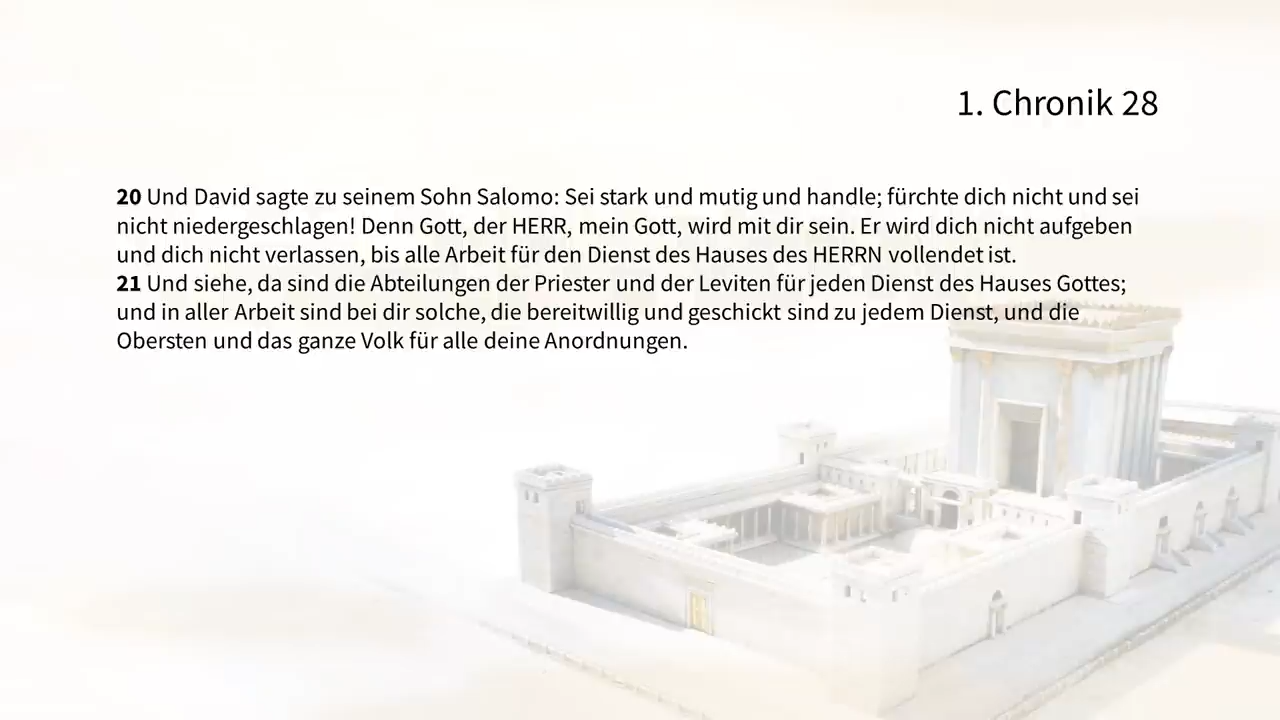 1. Chronik 28
20 Und David sagte zu seinem Sohn Salomo: Sei stark und mutig und handle; fürchte dich nicht und sei
nicht niedergeschlagen! Denn Gott, der HERR, mein Gott, wird mit dir sein. Er wird dich nicht aufgeben
und dich nicht verlassen, bis alle Arbeit für den Dienst des Hauses des HERRN vollendet ist.
21 Und siehe, da sind die Abteilungen der Priester und der Leviten für jeden Dienst des Hauses Gottes;
und in aller Arbeit sind bei dir solche, die bereitwillig und geschickt sind zu jedem Dienst, und die
Obersten und das ganze Volk für alle deine Anordnungen.